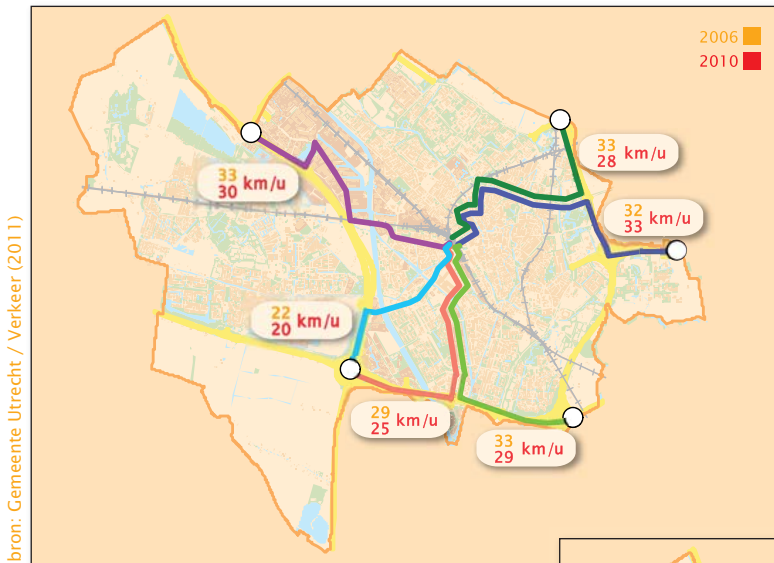 2006
2010
33
28 km/u
33
30 km/u
32
33 km/u
22
20 km/u
29
25 km/u
33
29 km/u
bron: Gemeente Utrecht / Verkeer (2011)